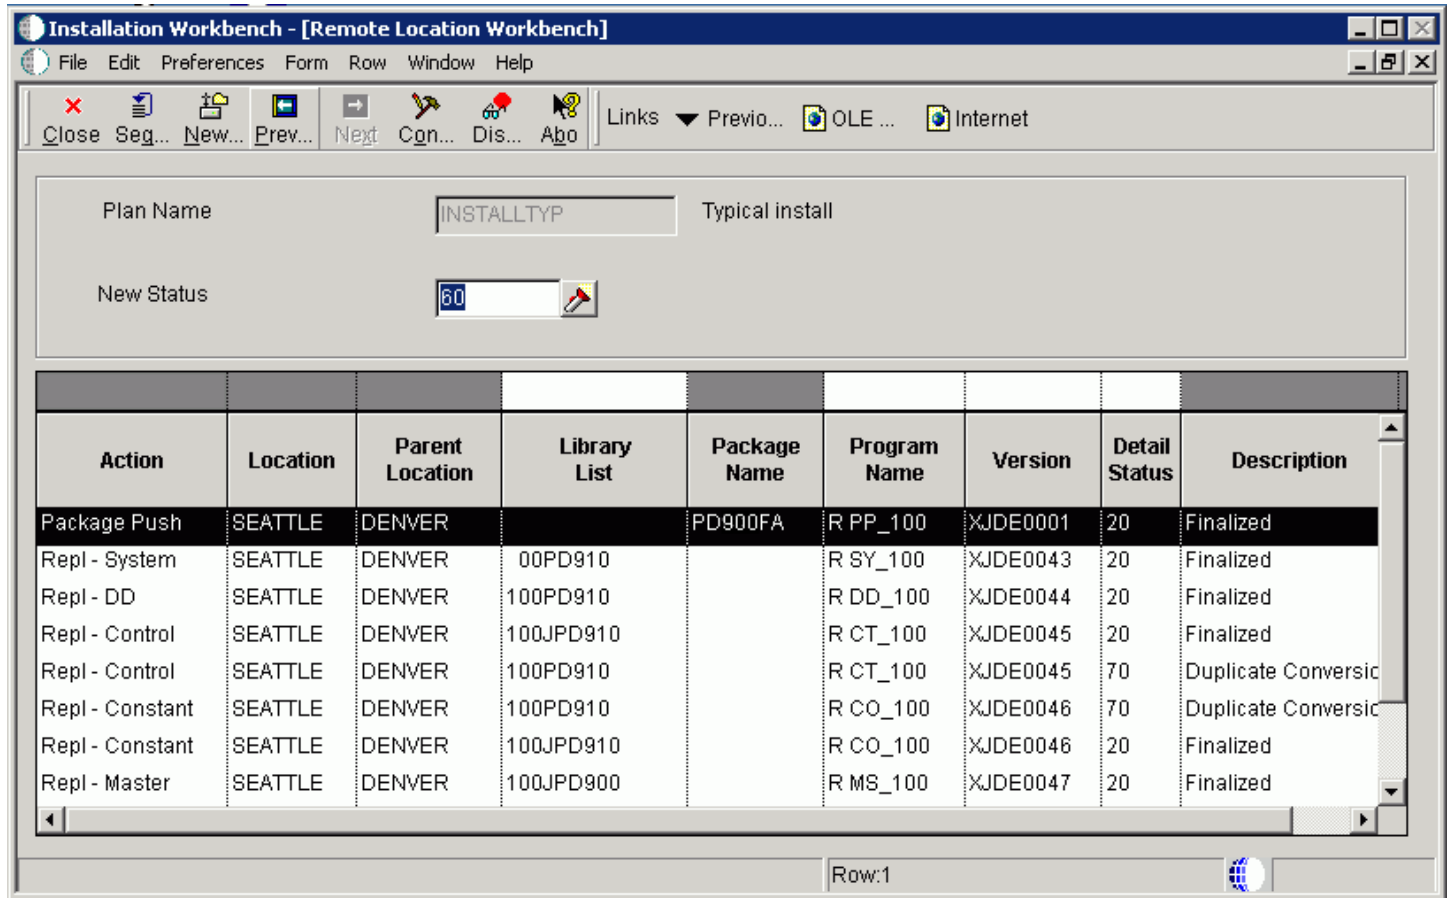 Installation Workbench - [Remote Location Workbench]
File Edit Preferences Form Row Window Help
Close Seq... New... Prev... Next Con... Dis... Abo Links Previo... OLE ... Internet
Plan Name INSTALLTYP Typical install
New Status 60
Action Location Parent Location Library List Package Name Program Name Version Detail Status Description
Package Push SEATTLE DENVER PD900FA R PP_100 XJDE0001 20 Finalized
Repl - System SEATTLE DENVER 00PD910 R SY_100 XJDE0043 20 Finalized
Repl - DD SEATTLE DENVER 100PD910 R DD_100 XJDE0044 20 Finalized
Repl - Control SEATTLE DENVER 100JPD910 R CT_100 XJDE0045 20 Finalized
Repl - Control SEATTLE DENVER 100PD910 R CT_100 XJDE0045 70 Duplicate Conversic
Repl - Constant SEATTLE DENVER 100PD910 R CO_100 XJDE0046 70 Duplicate Conversic
Repl - Constant SEATTLE DENVER 100JPD910 R CO_100 XJDE0046 20 Finalized
Repl - Master SEATTLE DENVER 100JPD900 R MS_100 XJDE0047 20 Finalized
Row:1